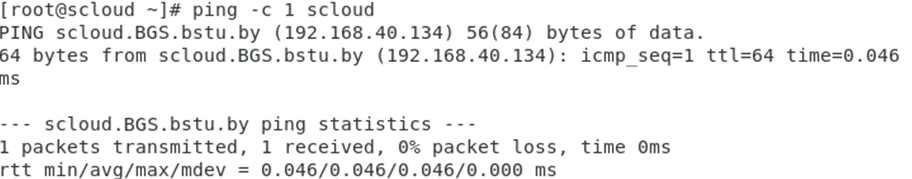 [root@scloud ~]# ping -c 1 scloud
PING scloud.BGS.bstu.by (192.168.40.134) 56(84) bytes of data.
64 bytes from scloud.BGS.bstu.by (192.168.40.134): icmp_seq=1 ttl=64 time=0.046
ms
--- scloud.BGS.bstu.by ping statistics ---
1 packets transmitted, 1 received, 0% packet loss, time 0ms
rtt min/avg/max/mdev = 0.046/0.046/0.046/0.000 ms